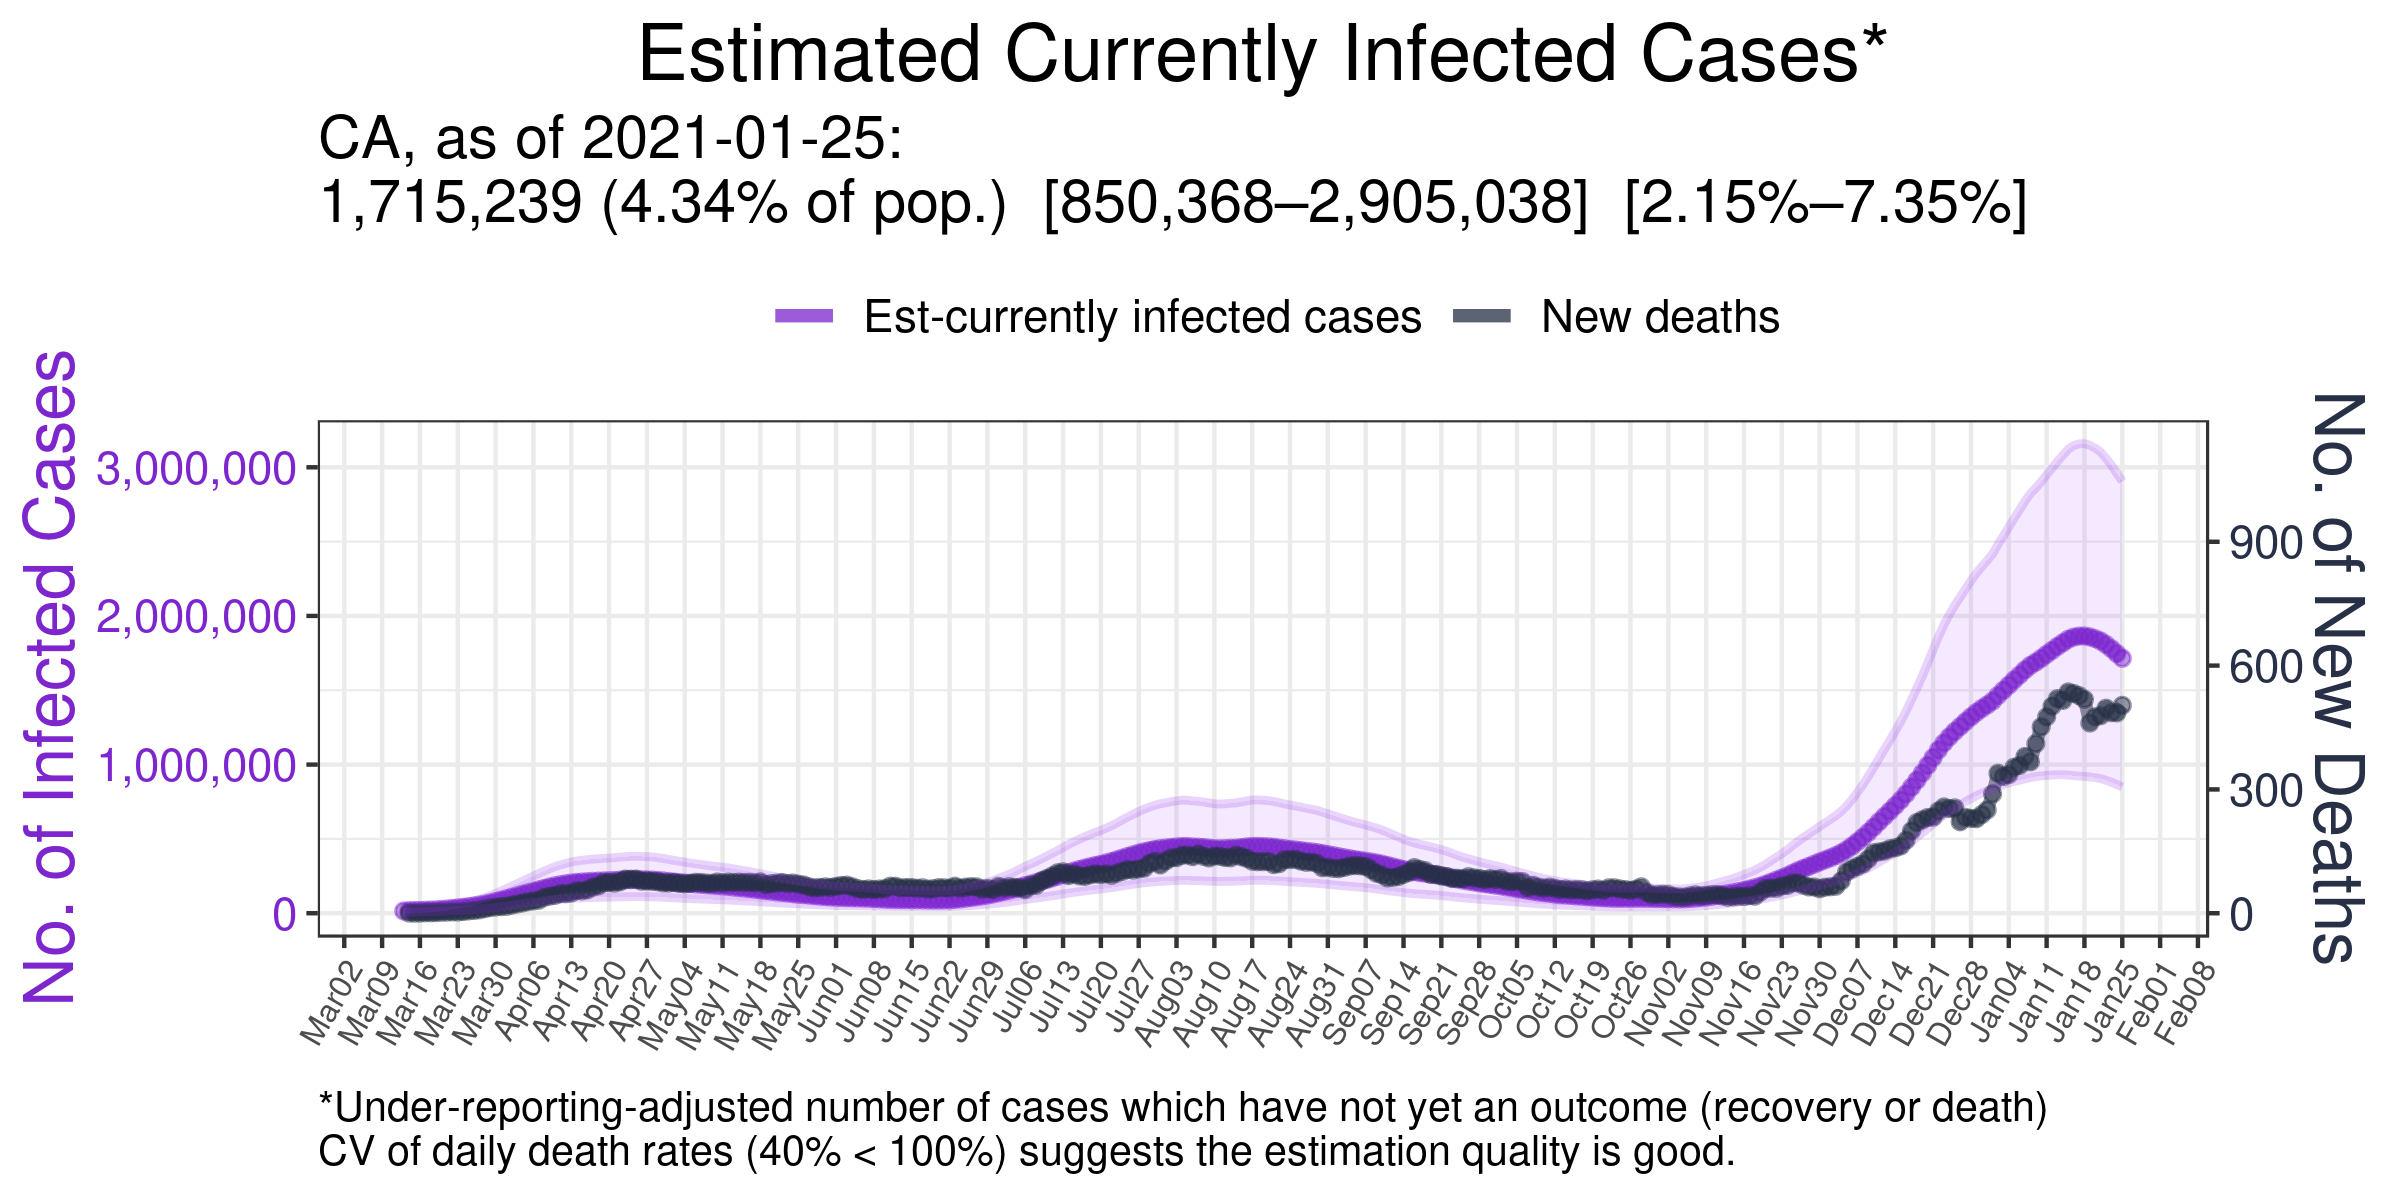 Estimated Currently Infected Cases*
CA, as of 2021-01-25:
1,715,239 (4.34% of pop.)  [850,368–2,905,038]  [2.15%–7.35%]
Est-currently infected cases
New deaths
No. of Infected Cases
3,000,000
2,000,000
1,000,000
0
No. of New Deaths
900
600
300
0
Mar02
Mar09
Mar16
Mar23
Mar30
Apr06
Apr13
Apr20
Apr27
May04
May11
May18
May25
Jun01
Jun08
Jun15
Jun22
Jun29
Jul06
Jul13
Jul20
Jul27
Aug03
Aug10
Aug17
Aug24
Aug31
Sep07
Sep14
Sep21
Sep28
Oct05
Oct12
Oct19
Oct26
Nov02
Nov09
Nov16
Nov23
Nov30
Dec07
Dec14
Dec21
Dec28
Jan04
Jan11
Jan18
Jan25
Feb01
Feb08
*Under-reporting-adjusted number of cases which have not yet an outcome (recovery or death)
CV of daily death rates (40% < 100%) suggests the estimation quality is good.